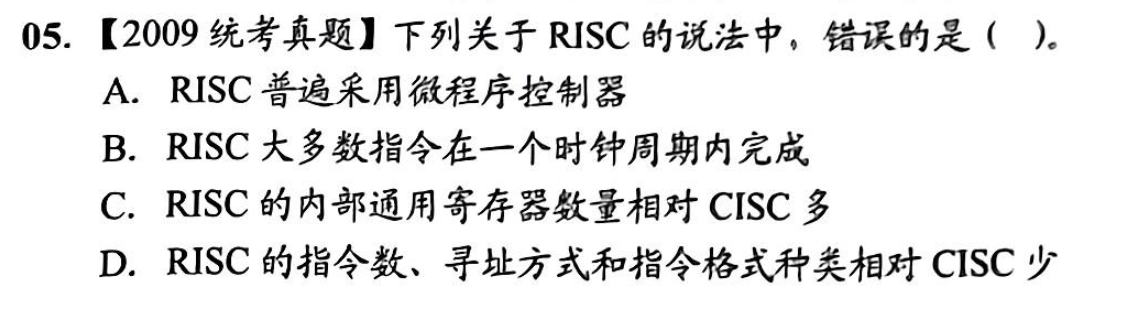 05. 【2009 统考真题】下列关于 RISC 的说法中，错误的是（ ）。
A. RISC 普遍采用微程序控制器
B. RISC 大多数指令在一个时钟周期内完成
C. RISC 的内部通用寄存器数量相对 CISC 多
D. RISC 的指令数、寻址方式和指令格式种类相对 CISC 少